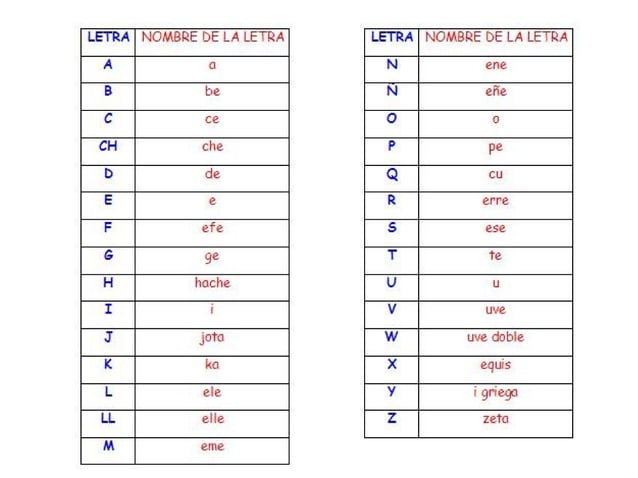 LETRA NOMBRE DE LA LETRA
A a
B be
C ce
CH che
D de
E e
F efe
G ge
H hache
I i
J jota
K ka
L ele
LL elle
M eme
LETRA NOMBRE DE LA LETRA
N ene
Ñ eñe
O o
P pe
Q cu
R erre
S ese
T te
U u
V uve
W uve doble
X equis
Y i griega
Z zeta